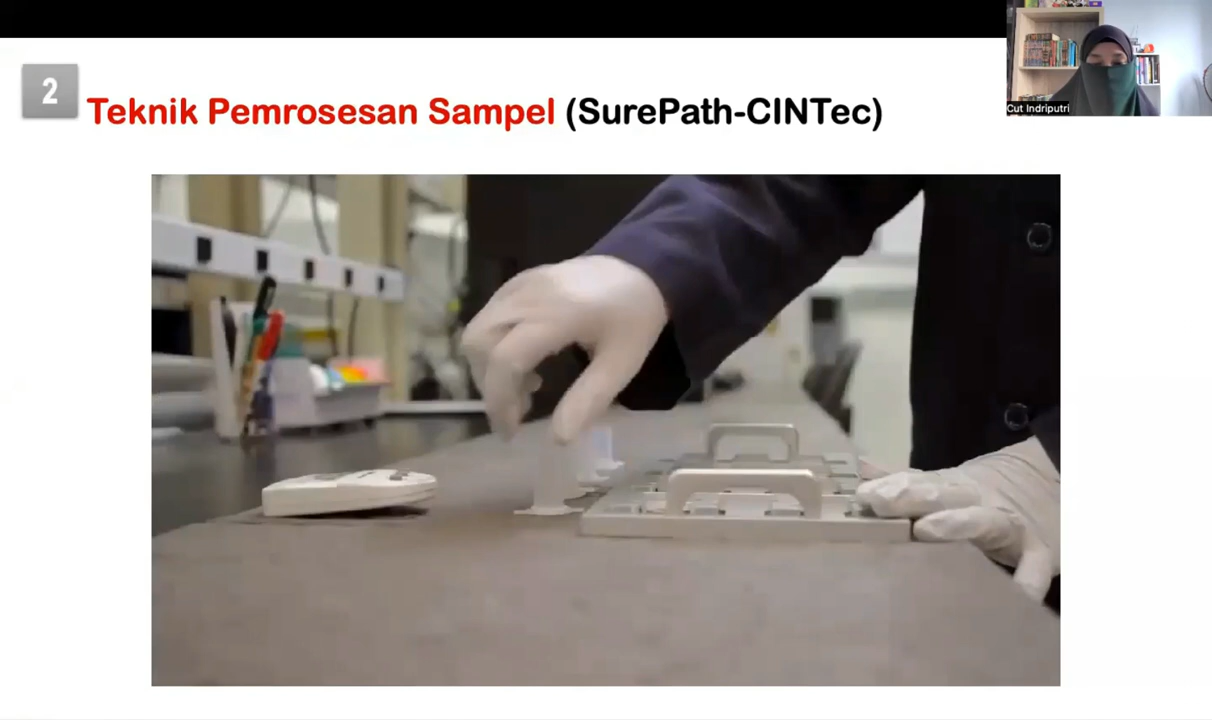 2
Teknik Pemrosesan Sampel (SurePath-CINTec)
Cut Indriputri